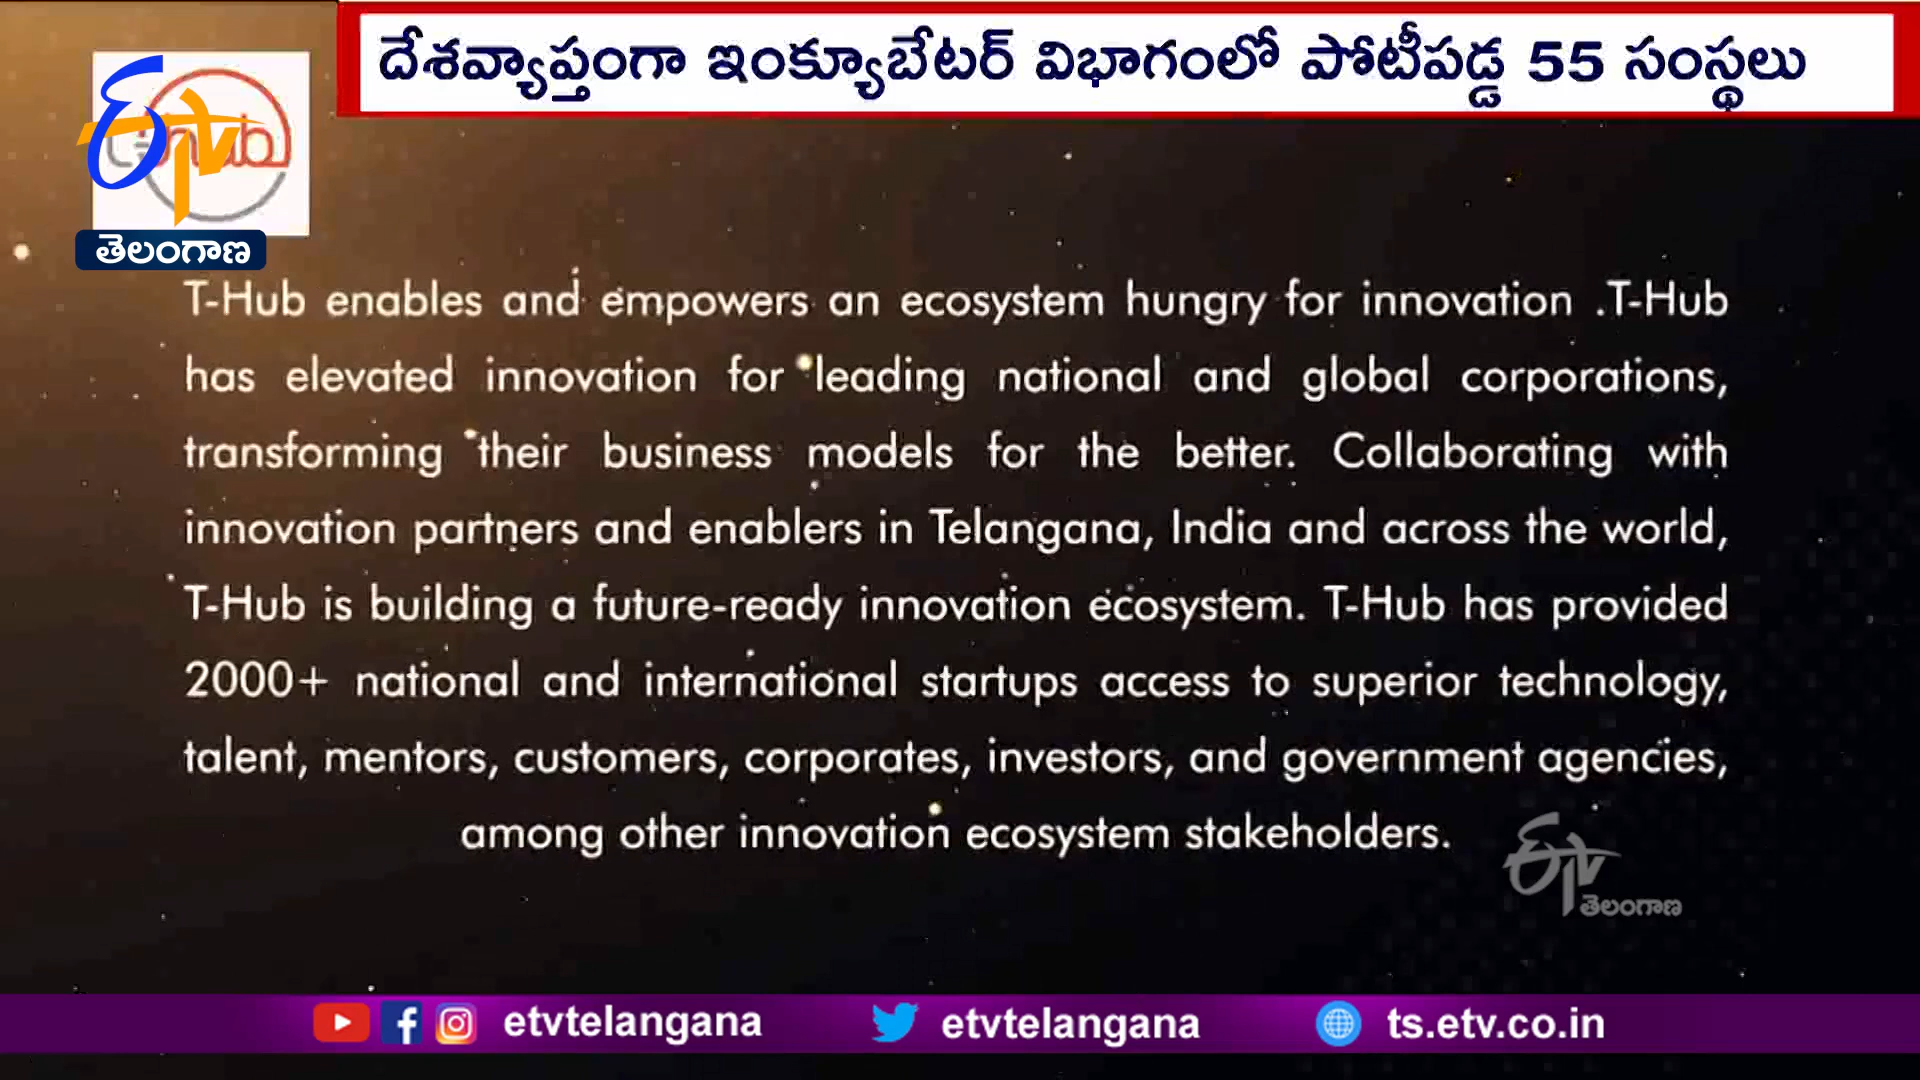 దేశవ్యాప్తంగా ఇంక్యూబేటర్ విభాగంలో పోటీపడ్డ 55 సంస్థలు
t-hub
ETV
తెలంగాణ
T-Hub enables and empowers an ecosystem hungry for innovation .T-Hub
has elevated innovation for leading national and global corporations,
transforming their business models for the better. Collaborating with
innovation partners and enablers in Telangana, India and across the world,
T-Hub is building a future-ready innovation ecosystem. T-Hub has provided
2000+ national and international startups access to superior technology,
talent, mentors, customers, corporates, investors, and government agencies,
among other innovation ecosystem stakeholders.
ETV
తెలంగాణ
etvtelangana etvtelangana ts.etv.co.in